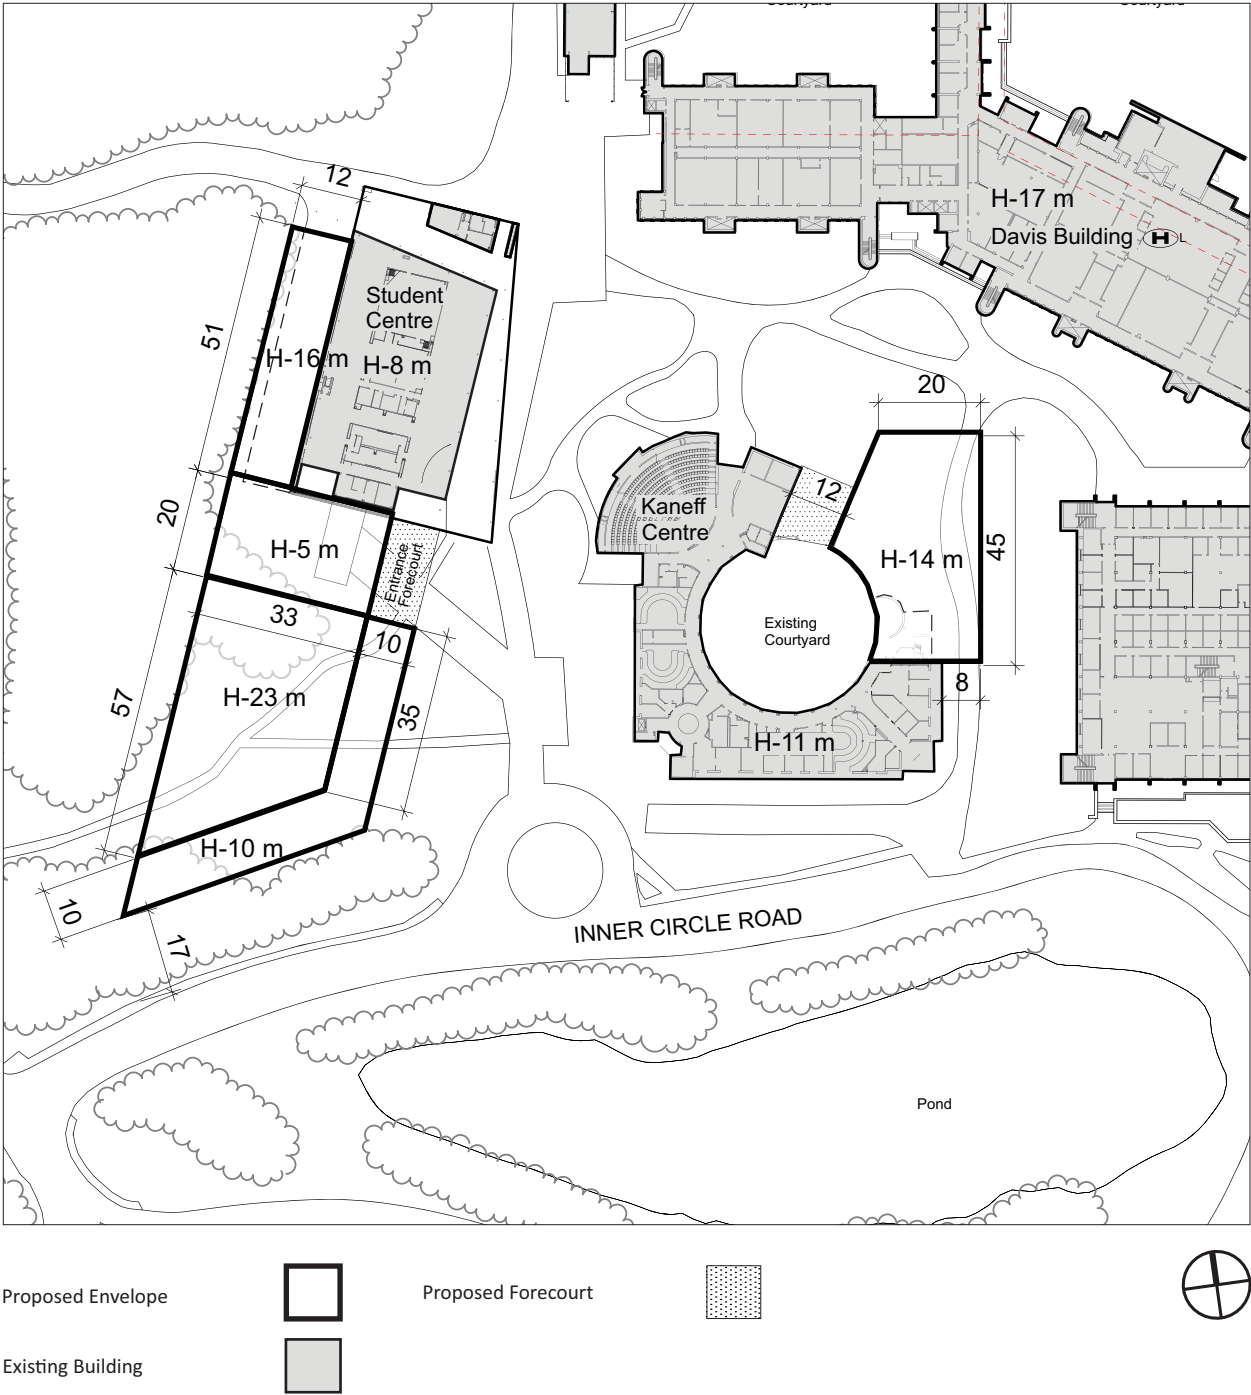 Courtyard
Courtyard
12
H-17 m
Davis Building H L
51
Student
Centre
H-16 m
H-8 m
20
20
12
Kaneff
Centre
45
H-5 m
H-14 m
Entrance
Forecourt
33
10
Existing
Courtyard
57
H-23 m
35
8
H-11 m
H-10 m
10
17
INNER CIRCLE ROAD
Pond
Proposed Envelope
Proposed Forecourt
Existing Building